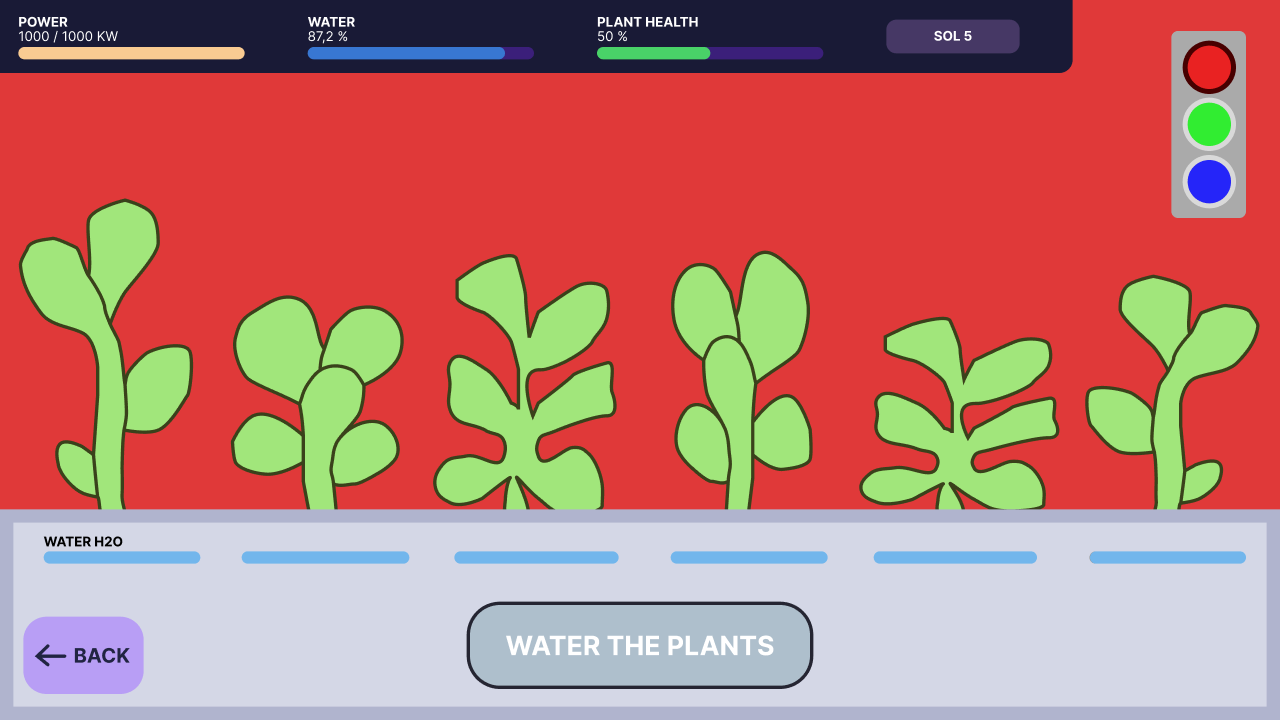 POWER
1000 / 1000 KW
WATER
87,2 %
PLANT HEALTH
50 %
SOL 5
WATER H2O
BACK
WATER THE PLANTS